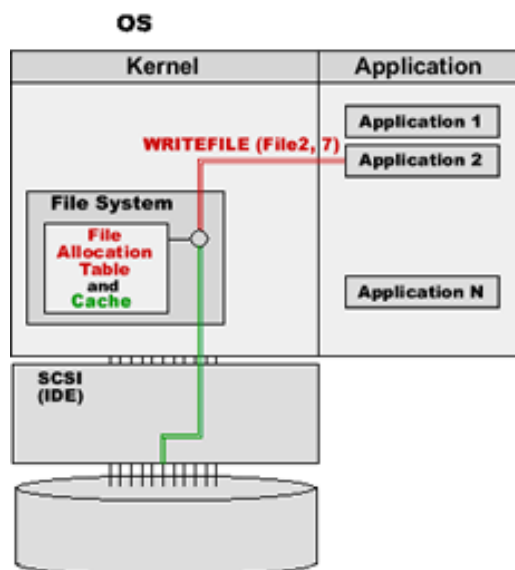 OS
Kernel
Application
Application 1
WRITEFILE (File2, 7)
Application 2
File System
File
Allocation
Table
and
Cache
Application N
SCSI
(IDE)